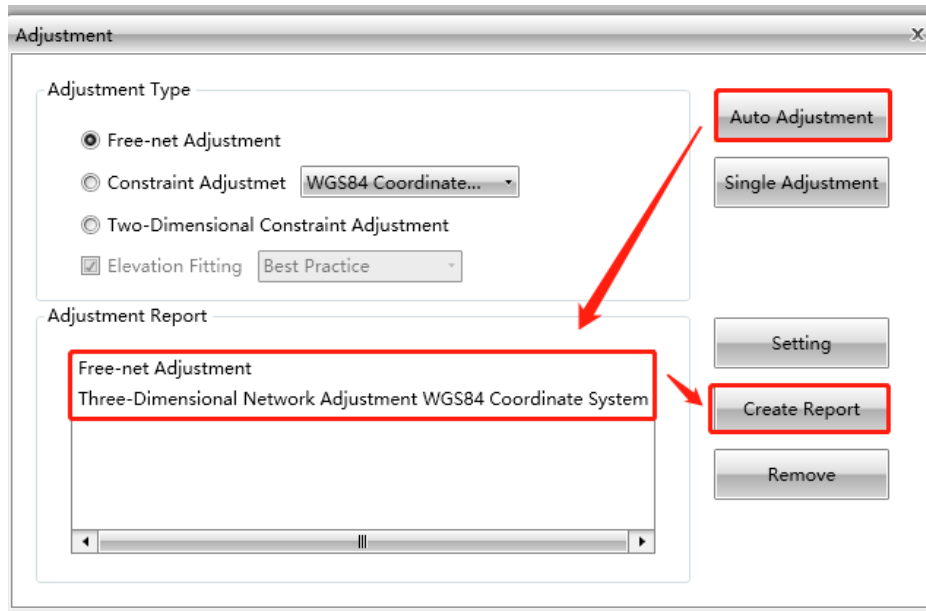 Adjustment
x
Adjustment Type
Auto Adjustment
Free-net Adjustment
Constraint Adjustmet WGS84 Coordinate...
Single Adjustment
Two-Dimensional Constraint Adjustment
Elevation Fitting Best Practice
Adjustment Report
Setting
Free-net Adjustment
Three-Dimensional Network Adjustment WGS84 Coordinate System
Create Report
Remove